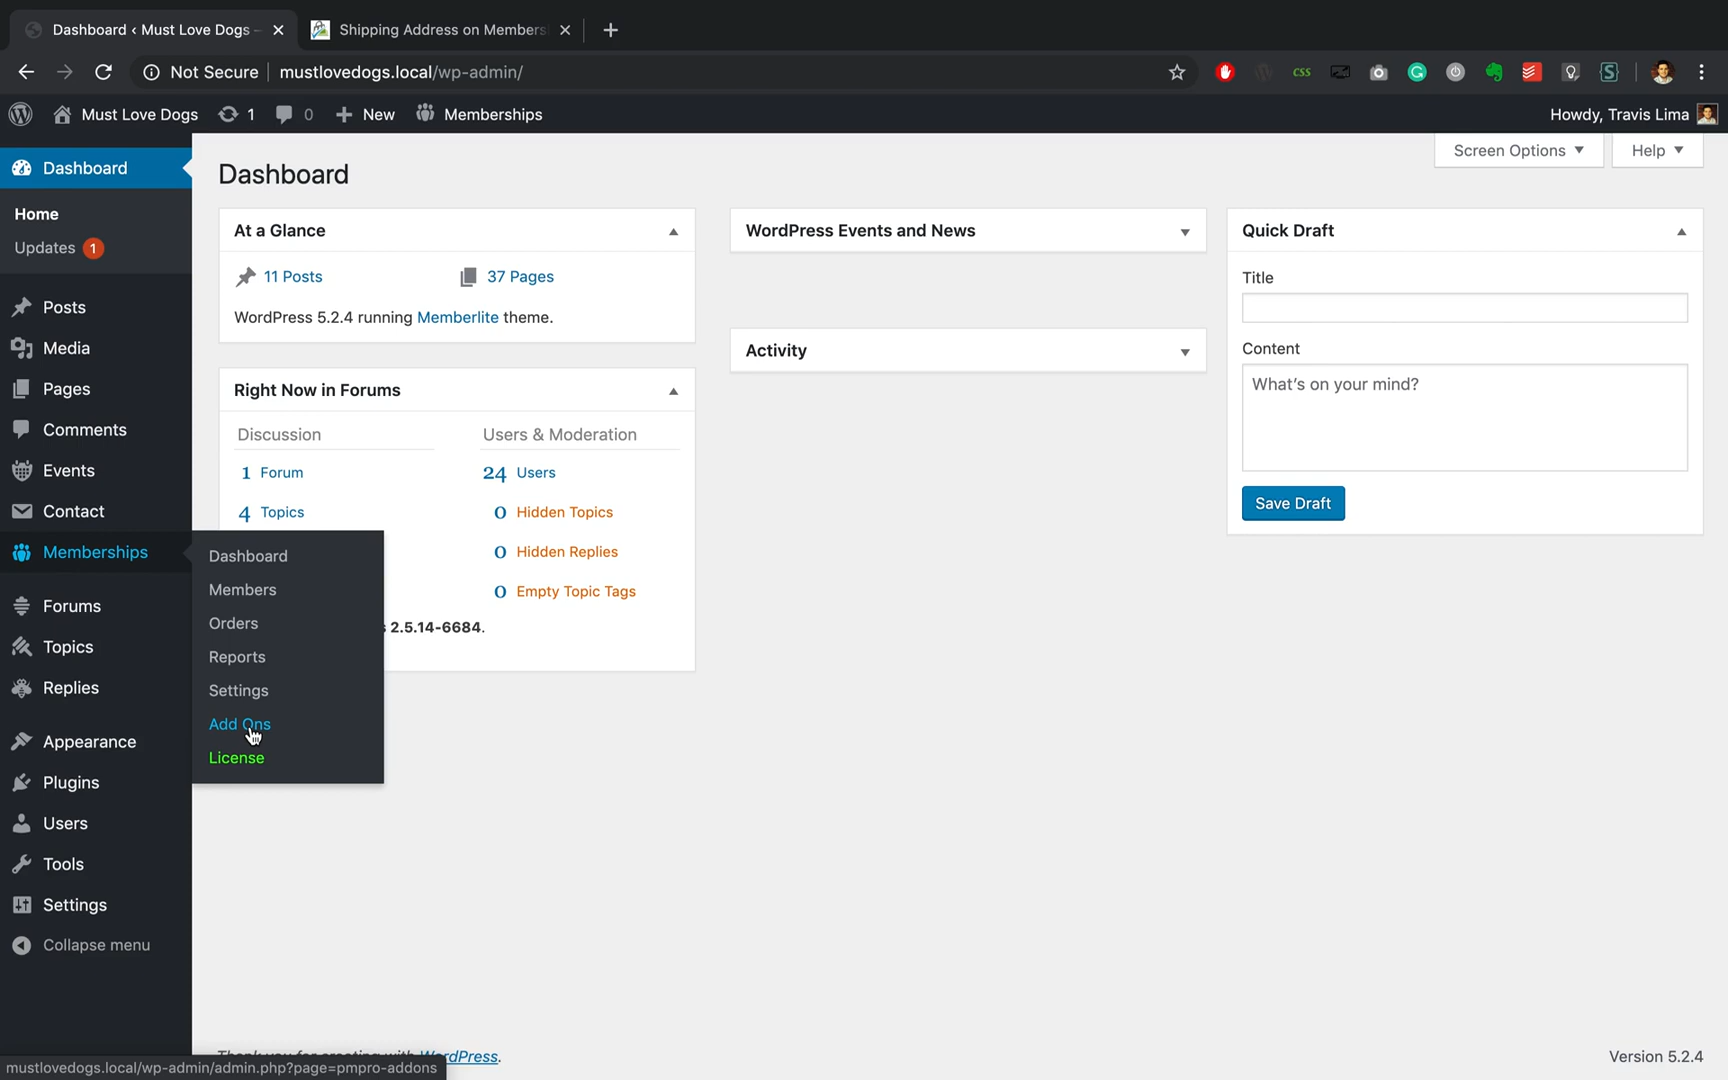 Dashboard ‹ Must Love Dogs –
Shipping Address on Members
Not Secure
mustlovedogs.local/wp-admin/
css
Must Love Dogs
1
0
New
Memberships
Howdy, Travis Lima
Dashboard
Home
Updates 1
Posts
Media
Pages
Comments
Events
Contact
Memberships
Forums
Topics
Replies
Appearance
Plugins
Users
Tools
Settings
Collapse menu
Dashboard
Members
Orders
Reports
Settings
Add Ons
License
Screen Options
Help
Dashboard
At a Glance
11 Posts
37 Pages
WordPress 5.2.4 running Memberlite theme.
Right Now in Forums
Discussion
Users & Moderation
1 Forum
24 Users
4 Topics
0 Hidden Topics
0 Hidden Replies
0 Empty Topic Tags
2.5.14-6684.
WordPress Events and News
Activity
Quick Draft
Title
Content
What's on your mind?
Save Draft
Thank you for creating with WordPress.
Version 5.2.4
mustlovedogs.local/wp-admin/admin.php?page=pmpro-addons